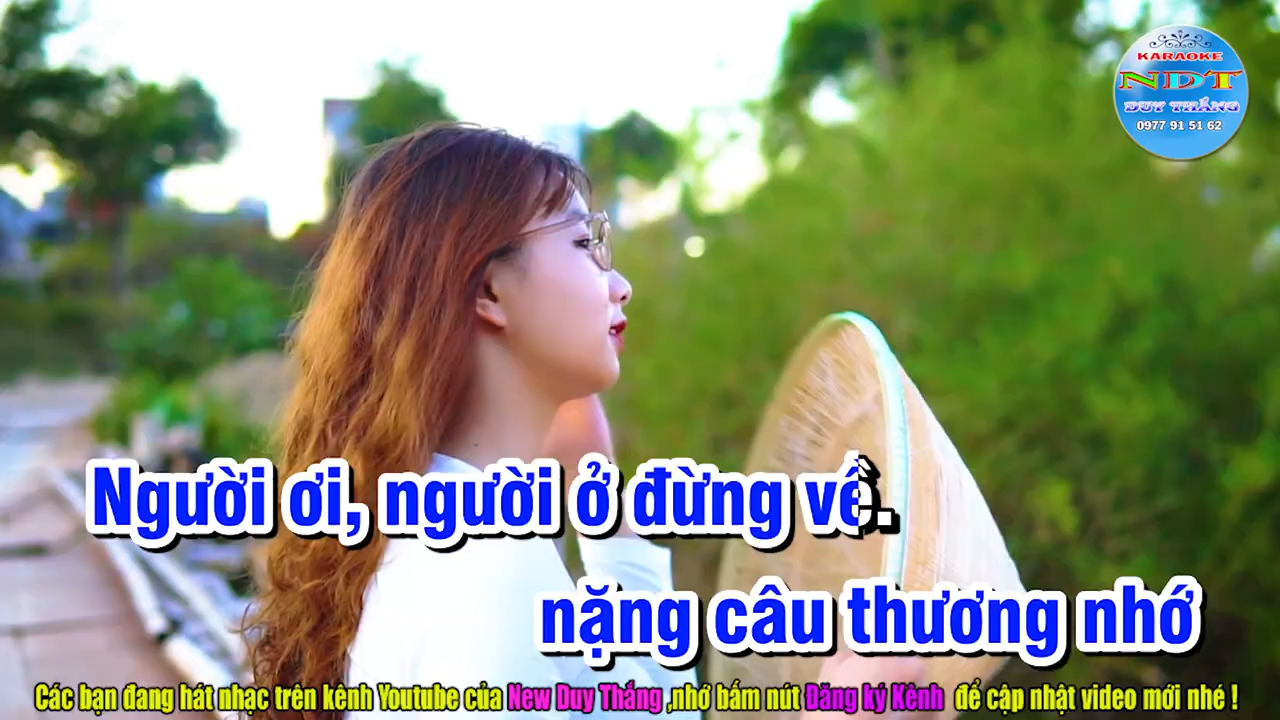 KARAOKE
NDT
DUY THẮNG
0977 91 51 62
Người ơi, người ở đừng về.
nặng câu thương nhớ
Các bạn đang hát nhạc trên kênh Youtube của New Duy Thắng ,nhớ bấm nút Đăng ký Kênh để cập nhật video mới nhé !